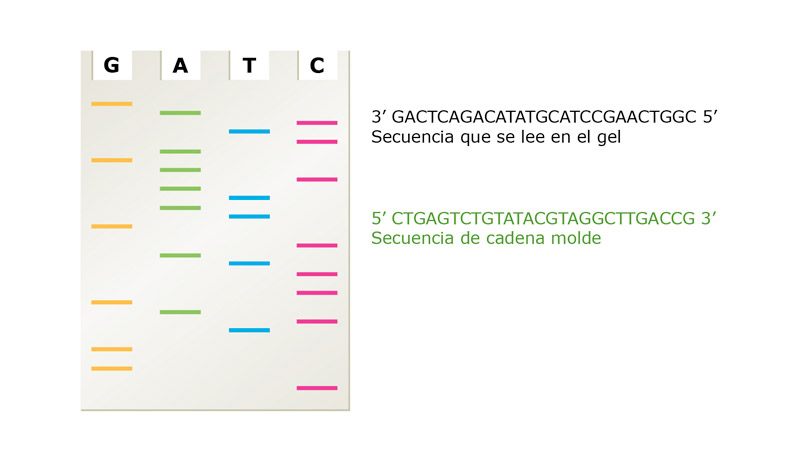 G A T C
3’ GACTCAGACATATGCATCCGAACTGGC 5’
Secuencia que se lee en el gel
5’ CTGAGTCTGTATACGTAGGCTTGACCG 3’
Secuencia de cadena molde